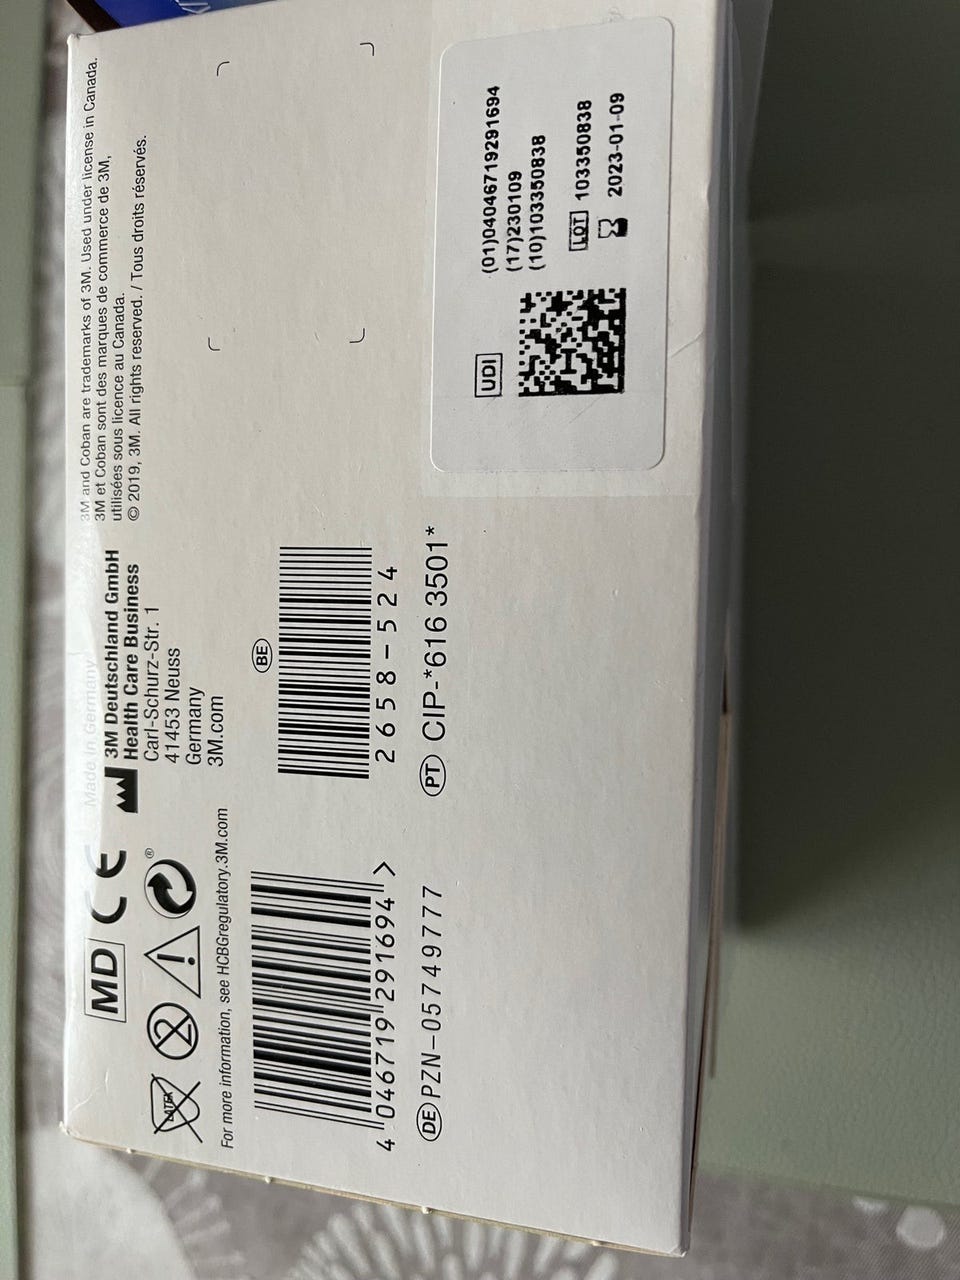 MD CE
LATEX
2
®
For more information, see HCBGregulatory.3M.com
4 046719 291694 >
DE PZN-05749777
Made in Germany
3M Deutschland GmbH
Health Care Business
Carl-Schurz-Str. 1
41453 Neuss
Germany
3M.com
BE
2658-524
PT CIP-*616 3501*
3M and Coban are trademarks of 3M. Used under license in Canada.
3M et Coban sont des marques de commerce de 3M,
utilisées sous licence au Canada.
© 2019, 3M. All rights reserved. / Tous droits réservés.
UDI
(01)04046719291694
(17)230109
(10)103350838
LOT 103350838
2023-01-09